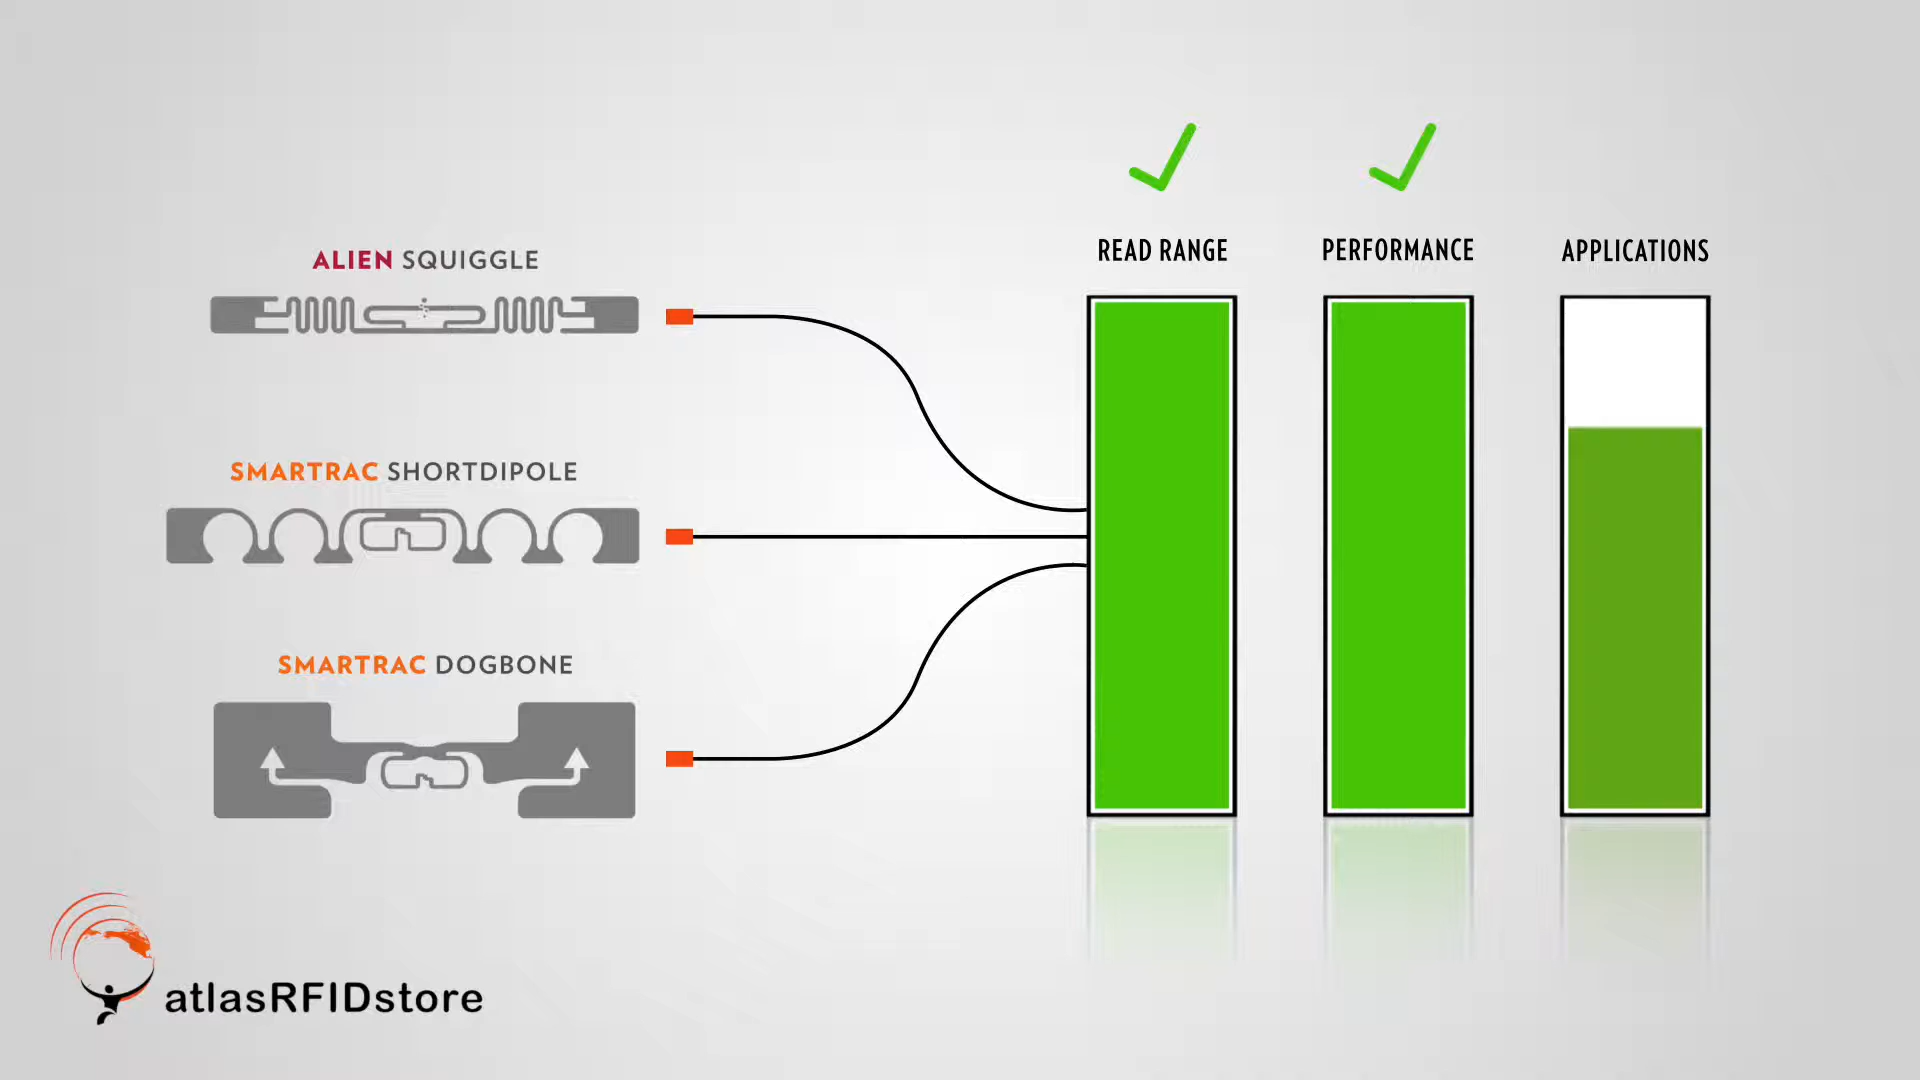 ALIEN SQUIGGLE
SMARTRAC SHORTDIPOLE
SMARTRAC DOGBONE
READ RANGE
PERFORMANCE
APPLICATIONS
atlasRFIDstore